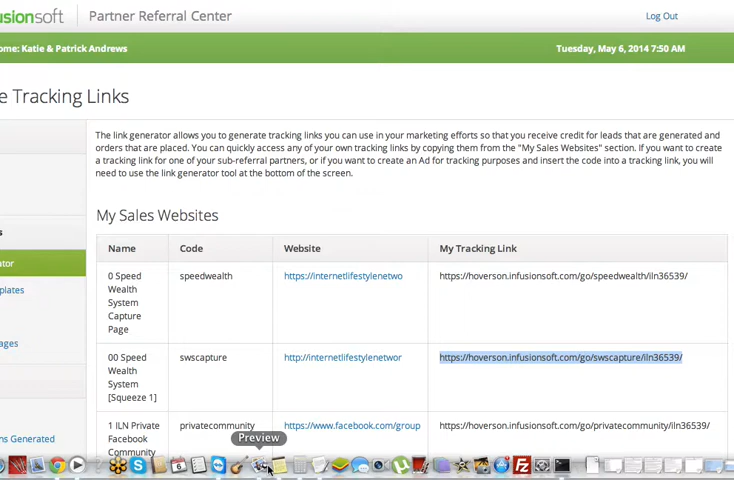 usionsoft Partner Referral Center Log Out
ome: Katie & Patrick Andrews Tuesday, May 6, 2014 7:50 AM
e Tracking Links
The link generator allows you to generate tracking links you can use in your marketing efforts so that you receive credit for leads that are generated and
orders that are placed. You can quickly access any of your own tracking links by copying them from the "My Sales Websites" section. If you want to create
a tracking link for one of your sub-referral partners, or if you want to create an Ad for tracking purposes and insert the code into a tracking link, you will
need to use the link generator tool at the bottom of the screen.
s
ator
plates
ages
ns Generated
My Sales Websites
Name Code Website My Tracking Link
0 Speed speedwealth https://internetlifestylenetwo https://hoverson.infusionsoft.com/go/speedwealth/iln36539/
Wealth
System
Capture
Page
00 Speed swscapture http://internetlifestylenetwor https://hoverson.infusionsoft.com/go/swscapture/iln36539/
Wealth
System
[Squeeze 1]
1 ILN Private privatecommunity https://www.facebook.com/group https://hoverson.infusionsoft.com/go/privatecommunity/iln36539/
Facebook
Community
Preview
6